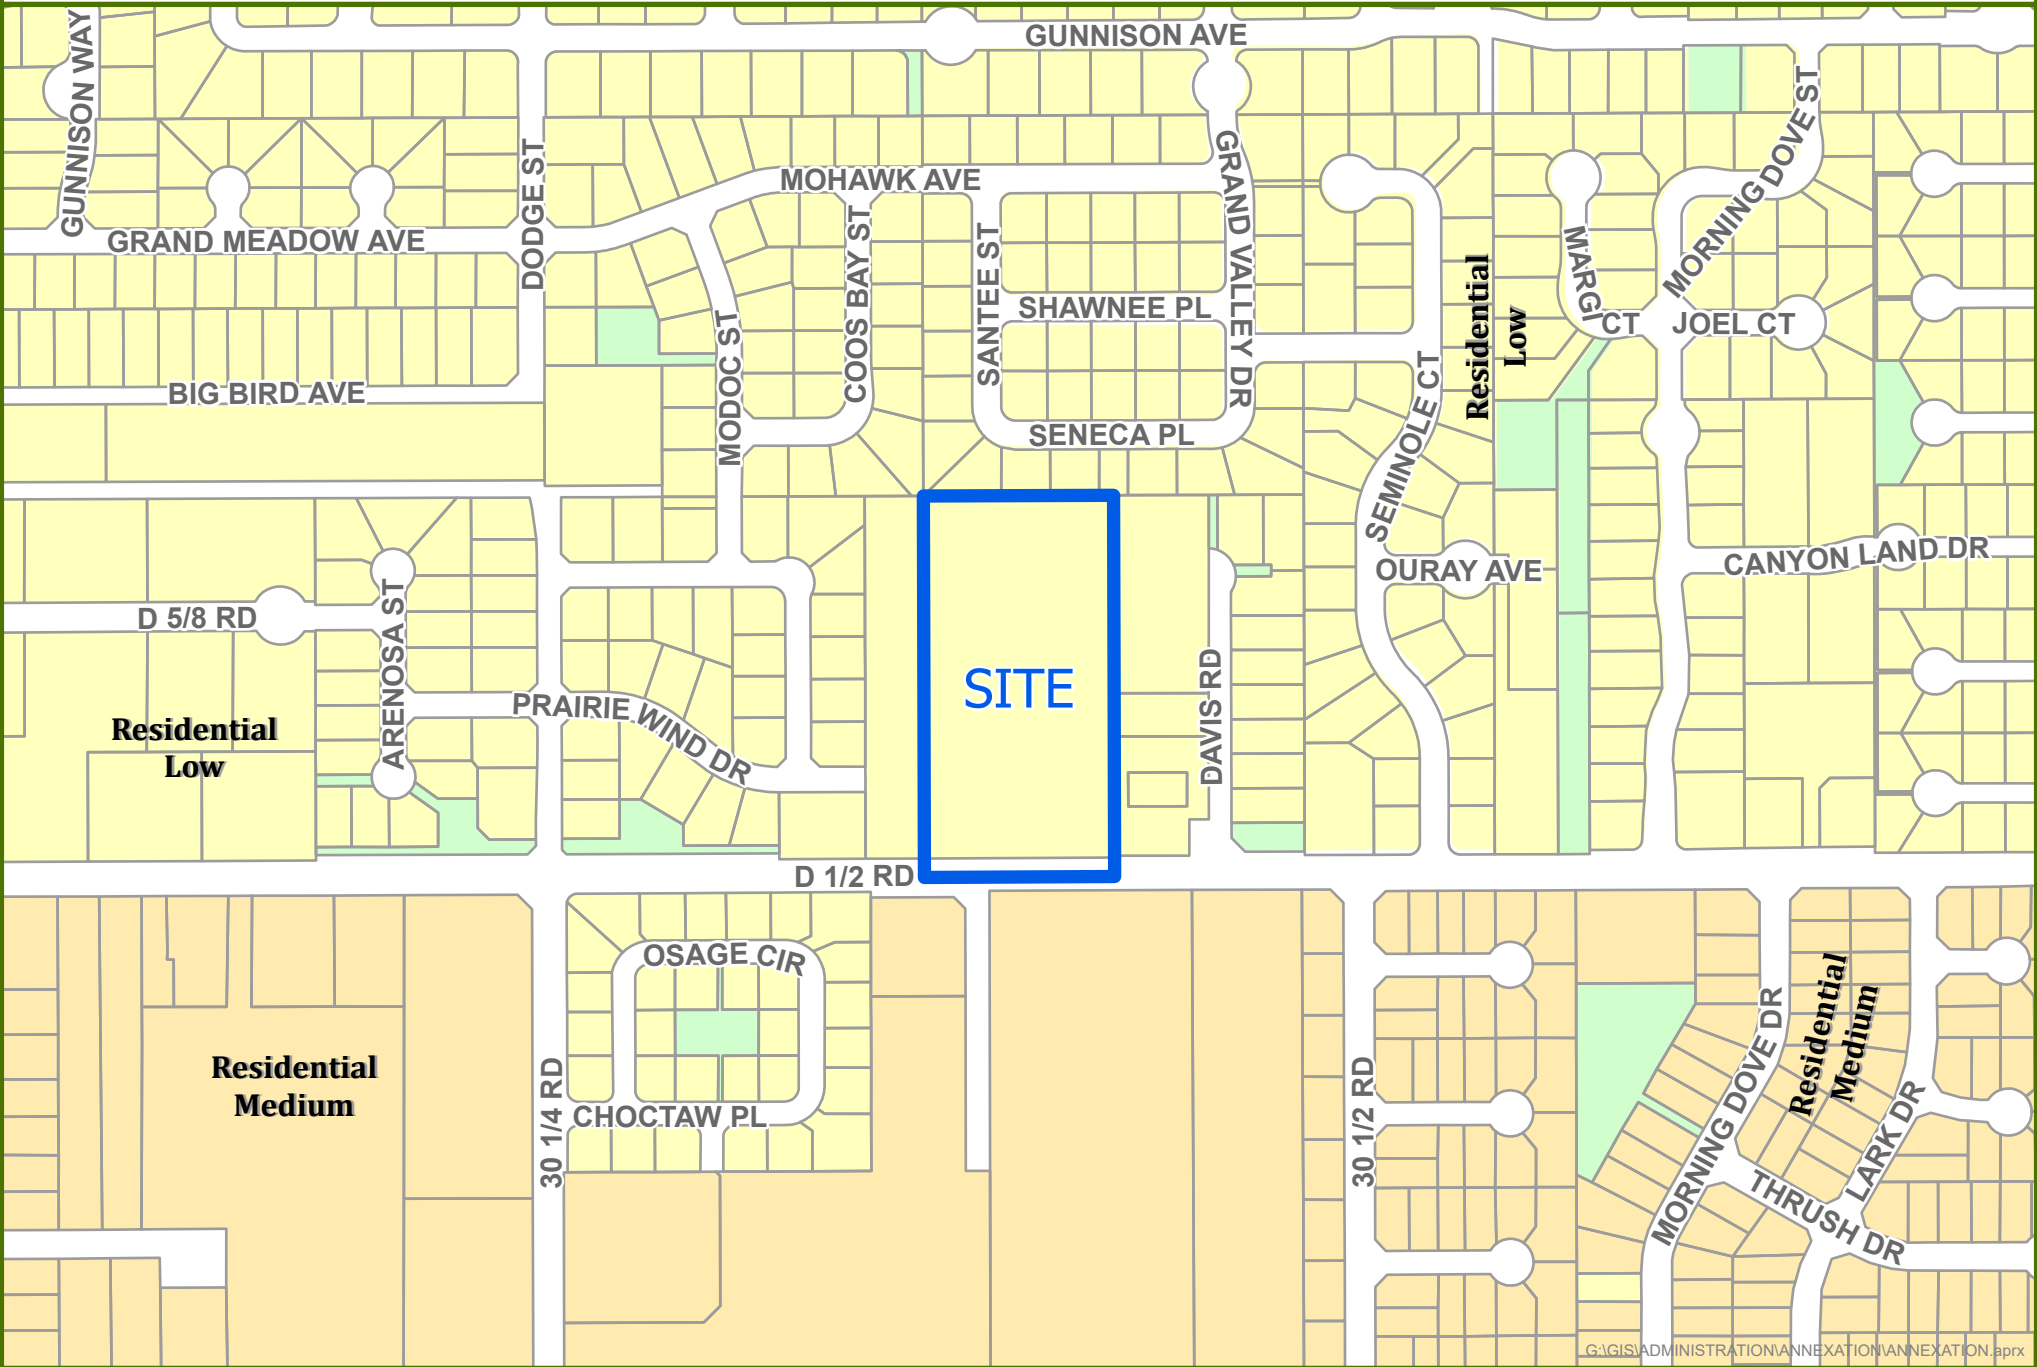 GUNNISON WAY
GUNNISON AVE
DODGE ST
GRAND MEADOW AVE
MOHAWK AVE
COOS BAY ST
SANTEE ST
GRAND VALLEY DR
SHAWNEE PL
MORNING DOVE ST
MARGI
CT
JOEL CT
Residential
Low
BIG BIRD AVE
MODOC ST
SENECA PL
SEMINOLE CT
OURAY AVE
CANYON LAND DR
D 5/8 RD
ARENOSA ST
PRAIRIE WIND DR
SITE
DAVIS RD
Residential
Low
D 1/2 RD
OSAGE CIR
CHOCTAW PL
30 1/4 RD
30 1/2 RD
Residential
Medium
MORNING DOVE DR
Residential
Medium
LARK DR
THRUSH DR
G:\GIS\ADMINISTRATION\ANNEXATION\ANNEXATION.aprx